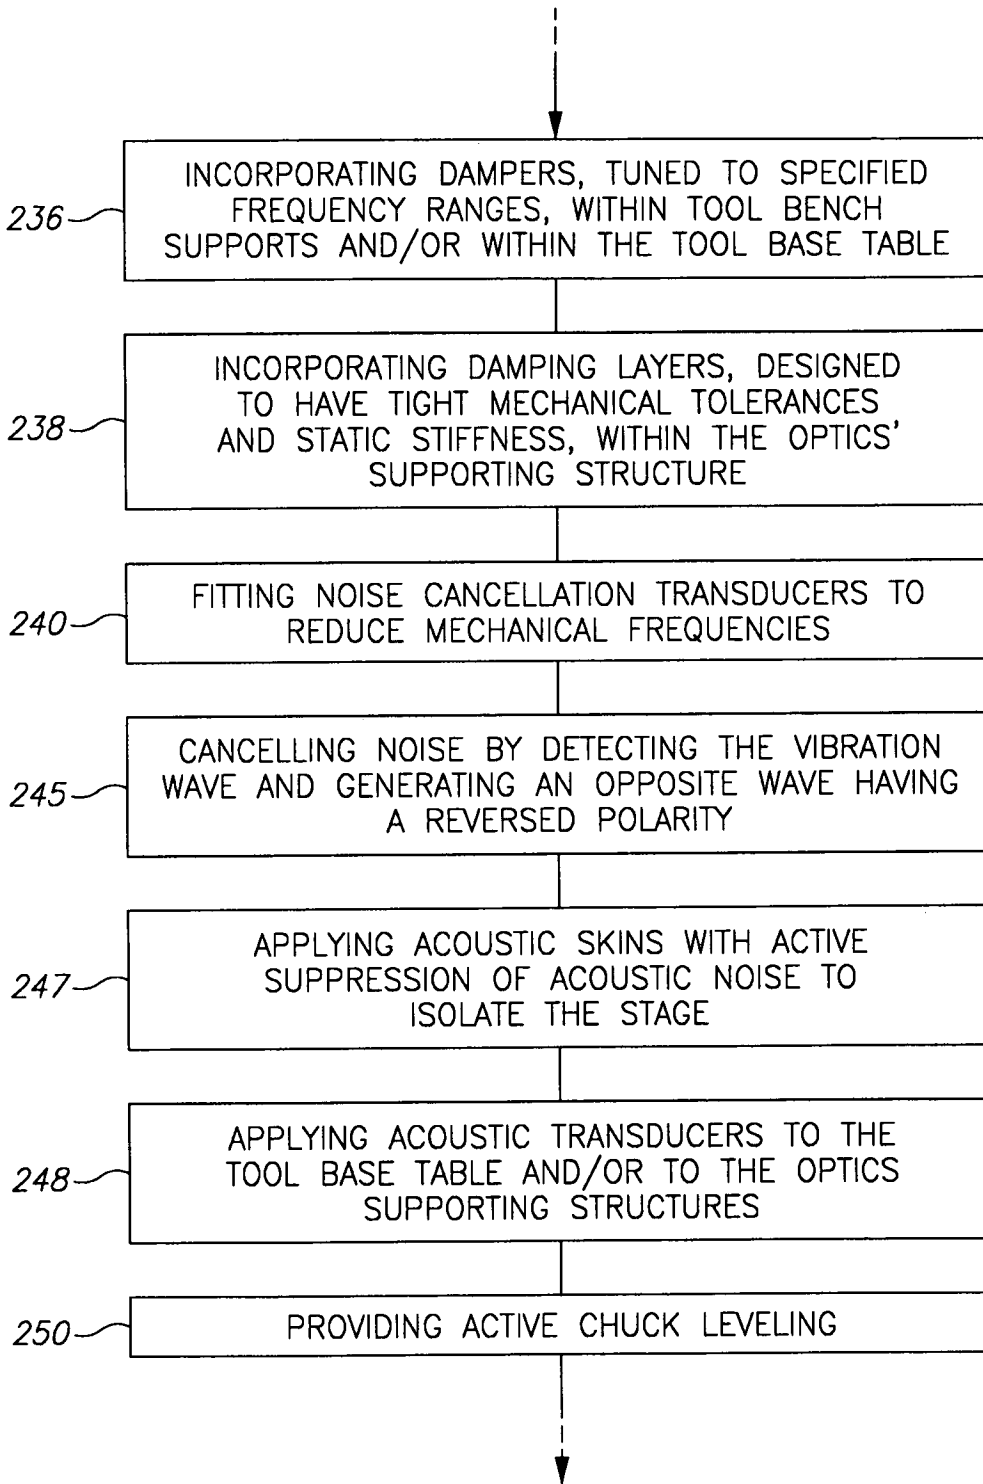 236
INCORPORATING DAMPERS, TUNED TO SPECIFIED
FREQUENCY RANGES, WITHIN TOOL BENCH
SUPPORTS AND/OR WITHIN THE TOOL BASE TABLE
238
INCORPORATING DAMPING LAYERS, DESIGNED
TO HAVE TIGHT MECHANICAL TOLERANCES
AND STATIC STIFFNESS, WITHIN THE OPTICS'
SUPPORTING STRUCTURE
240
FITTING NOISE CANCELLATION TRANSDUCERS TO
REDUCE MECHANICAL FREQUENCIES
245
CANCELLING NOISE BY DETECTING THE VIBRATION
WAVE AND GENERATING AN OPPOSITE WAVE HAVING
A REVERSED POLARITY
247
APPLYING ACOUSTIC SKINS WITH ACTIVE
SUPPRESSION OF ACOUSTIC NOISE TO
ISOLATE THE STAGE
248
APPLYING ACOUSTIC TRANSDUCERS TO THE
TOOL BASE TABLE AND/OR TO THE OPTICS
SUPPORTING STRUCTURES
250
PROVIDING ACTIVE CHUCK LEVELING